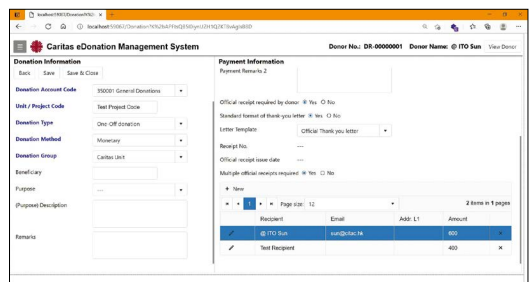 localhost:59062/Donation?X%2
localhost:59062/Donation
Caritas eDonation Management System
Donor No.: DR-00000001 Donor Name: @ ITO Sun View Donor
Donation Information
Back Save Save & Close
Donation Account Code
350001 General Donations
Unit / Project Code
Test Project Code
Donation Type
One-Off donation
Donation Method
Monetary
Donation Group
Caritas Unit
Beneficiary
Purpose
---
(Purpose) Description
Remarks
Payment Information
Payment Remarks 2
Official receipt required by donor Yes No
Standard format of thank-you letter Yes No
Letter Template
Official Thank you letter
Receipt No. ---
Official receipt issue date ---
Multiple official receipts required Yes No
+ New
1 Page size: 12 2 items in 1 pages
Recipient Email Addr. L1 Amount
@ ITO Sun sun@citac.hk 600 ×
Test Recipient 400 ×